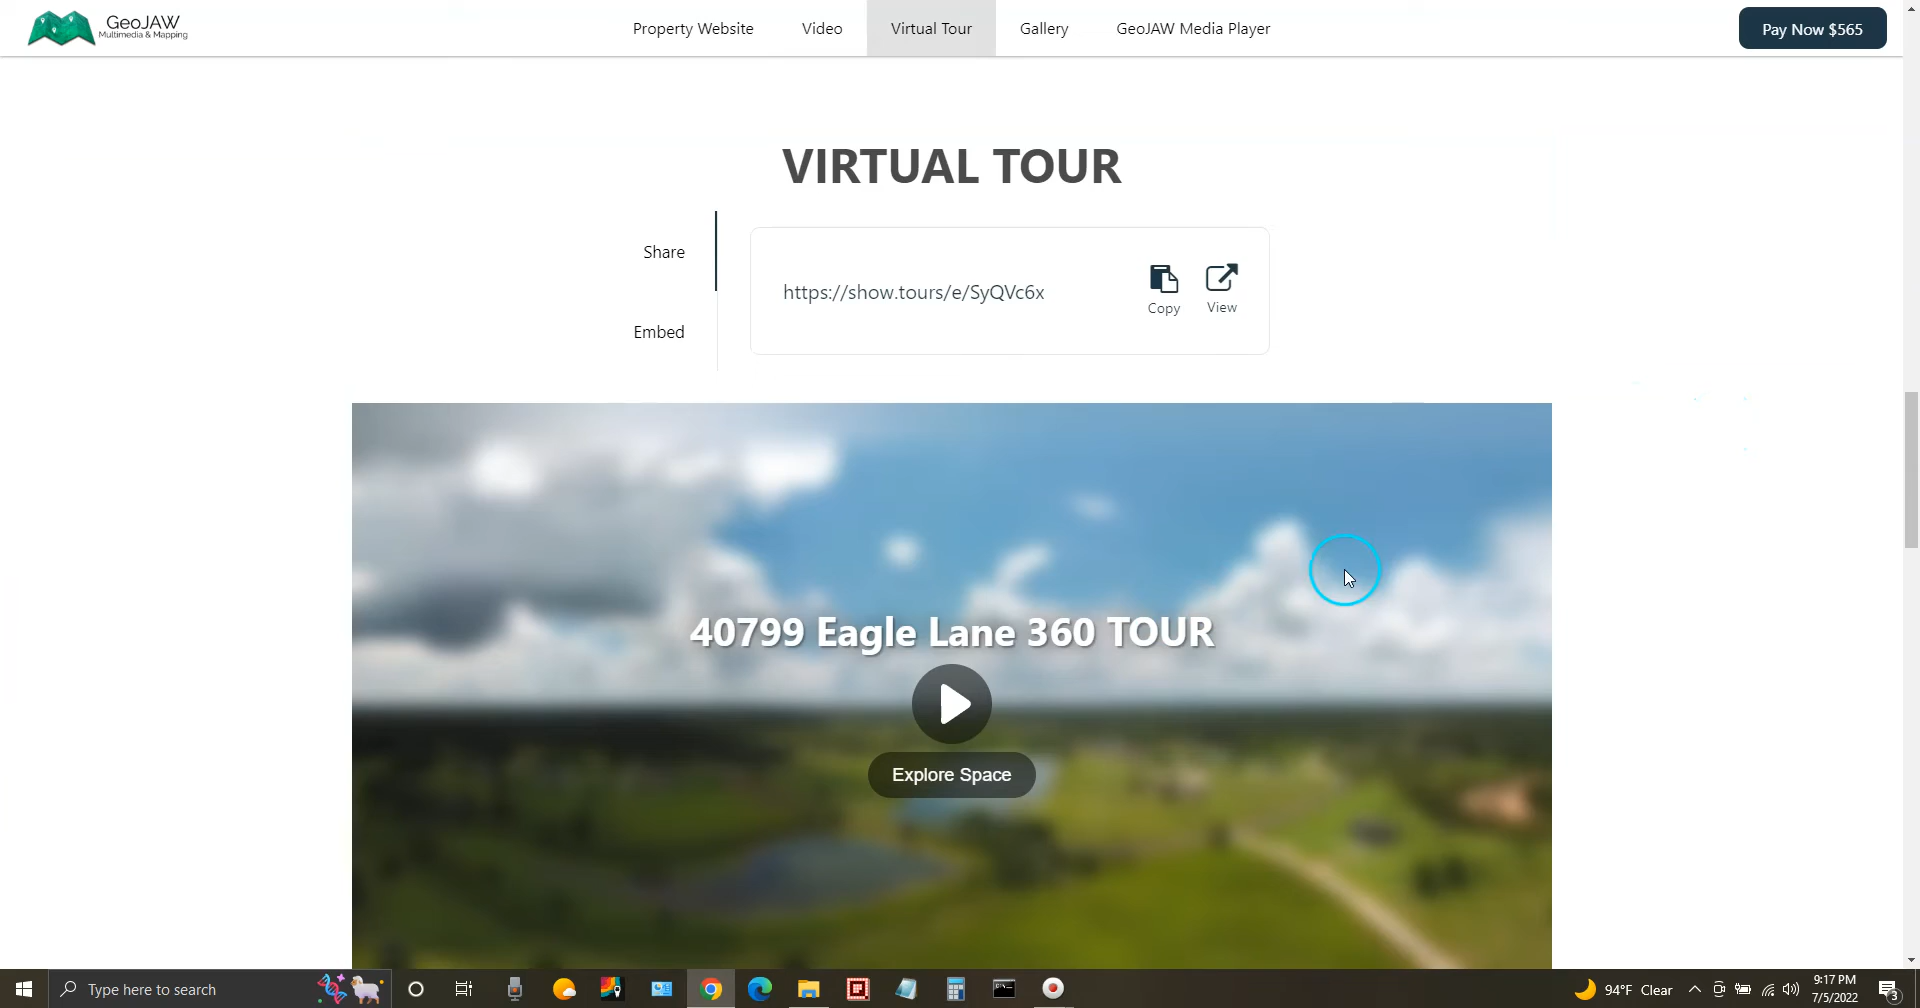 GeoJAW
Multimedia & Mapping
Property Website
Video
Virtual Tour
Gallery
GeoJAW Media Player
Pay Now $565
VIRTUAL TOUR
Share
https://show.tours/e/SyQVc6x
Copy
View
Embed
40799 Eagle Lane 360 TOUR
Explore Space
Type here to search
94°F Clear
9:17 PM
7/5/2022
3